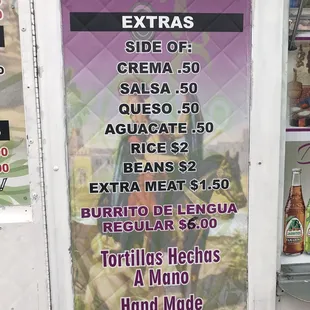 EXTRAS
SIDE OF:
CREMA .50
SALSA .50
QUESO .50
AGUACATE .50
RICE $2
BEANS $2
EXTRA MEAT $1.50
BURRITO DE LENGUA
REGULAR $6.00
Tortillas Hechas
A Mano
Hand Made